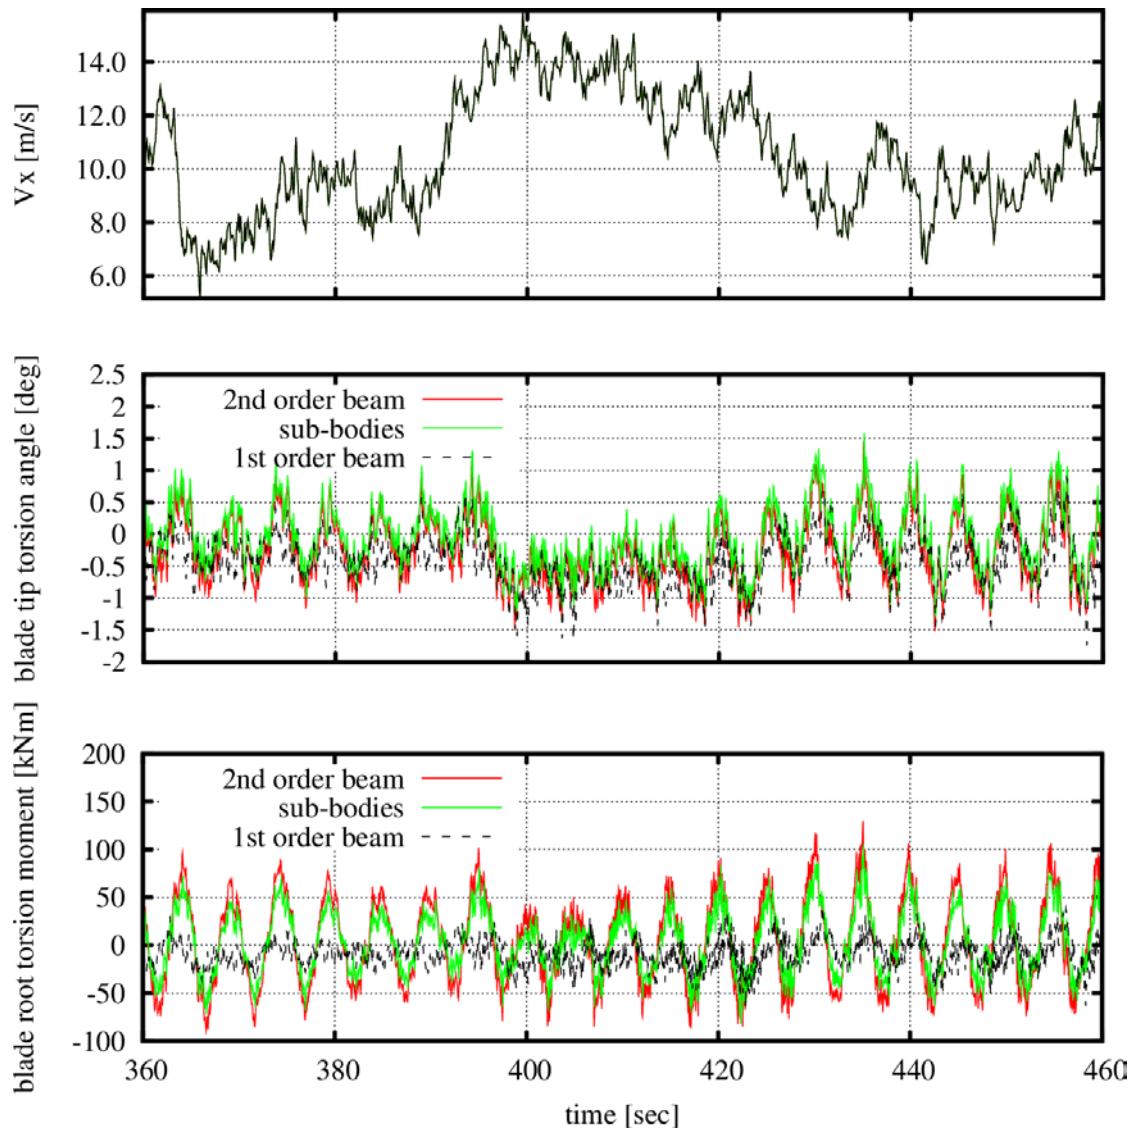 Vx [m/s]
14.0
12.0
10.0
8.0
6.0
blade tip torsion angle [deg]
2.5
2
1.5
1
0.5
0
-0.5
-1
-1.5
-2
2nd order beam
sub-bodies
1st order beam
blade root torsion moment [kNm]
200
150
100
50
0
-50
-100
2nd order beam
sub-bodies
1st order beam
360 380 400 420 440 460
time [sec]